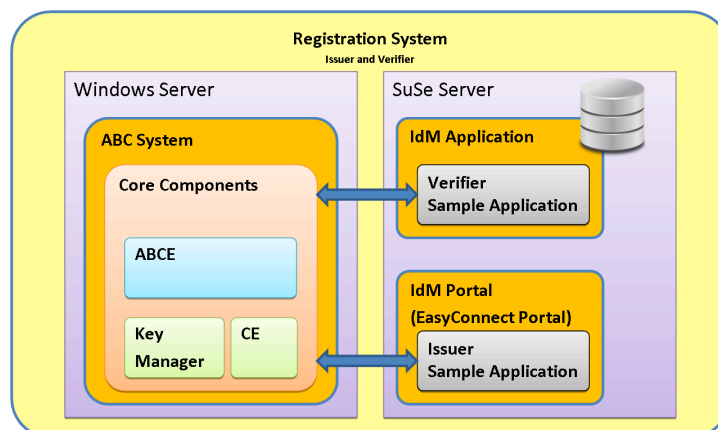 Registration System
Issuer and Verifier
Windows Server
ABC System
Core Components
ABCE
Key
Manager
CE
SuSe Server
IdM Application
Verifier
Sample Application
IdM Portal
(EasyConnect Portal)
Issuer
Sample Application